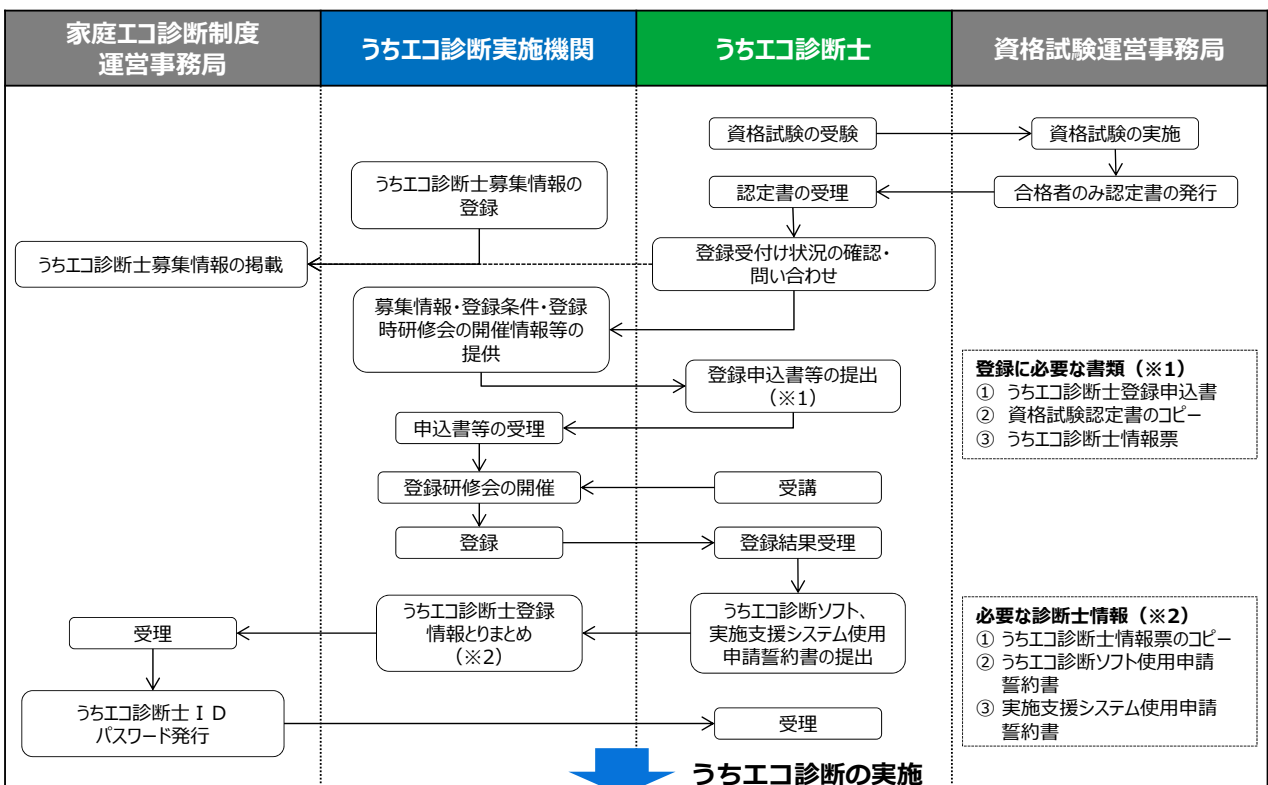 家庭エコ診断制度
運営事務局
うちエコ診断実施機関
うちエコ診断士
資格試験運営事務局
資格試験の受験
資格試験の実施
うちエコ診断士募集情報の
登録
認定書の受理
合格者のみ認定書の発行
うちエコ診断士募集情報の掲載
登録受付け状況の確認・
問い合わせ
募集情報・登録条件・登録
時研修会の開催情報等の
提供
登録申込書等の提出
（※1）
登録に必要な書類（※1）
① うちエコ診断士登録申込書
② 資格試験認定書のコピー
③ うちエコ診断士情報票
申込書等の受理
登録研修会の開催
受講
登録
登録結果受理
うちエコ診断士登録
情報とりまとめ
（※2）
うちエコ診断ソフト、
実施支援システム使用
申請誓約書の提出
受理
必要な診断士情報（※2）
① うちエコ診断士情報票のコピー
② うちエコ診断ソフト使用申請
誓約書
③ 実施支援システム使用申請
誓約書
うちエコ診断士ＩＤ
パスワード発行
受理
うちエコ診断の実施